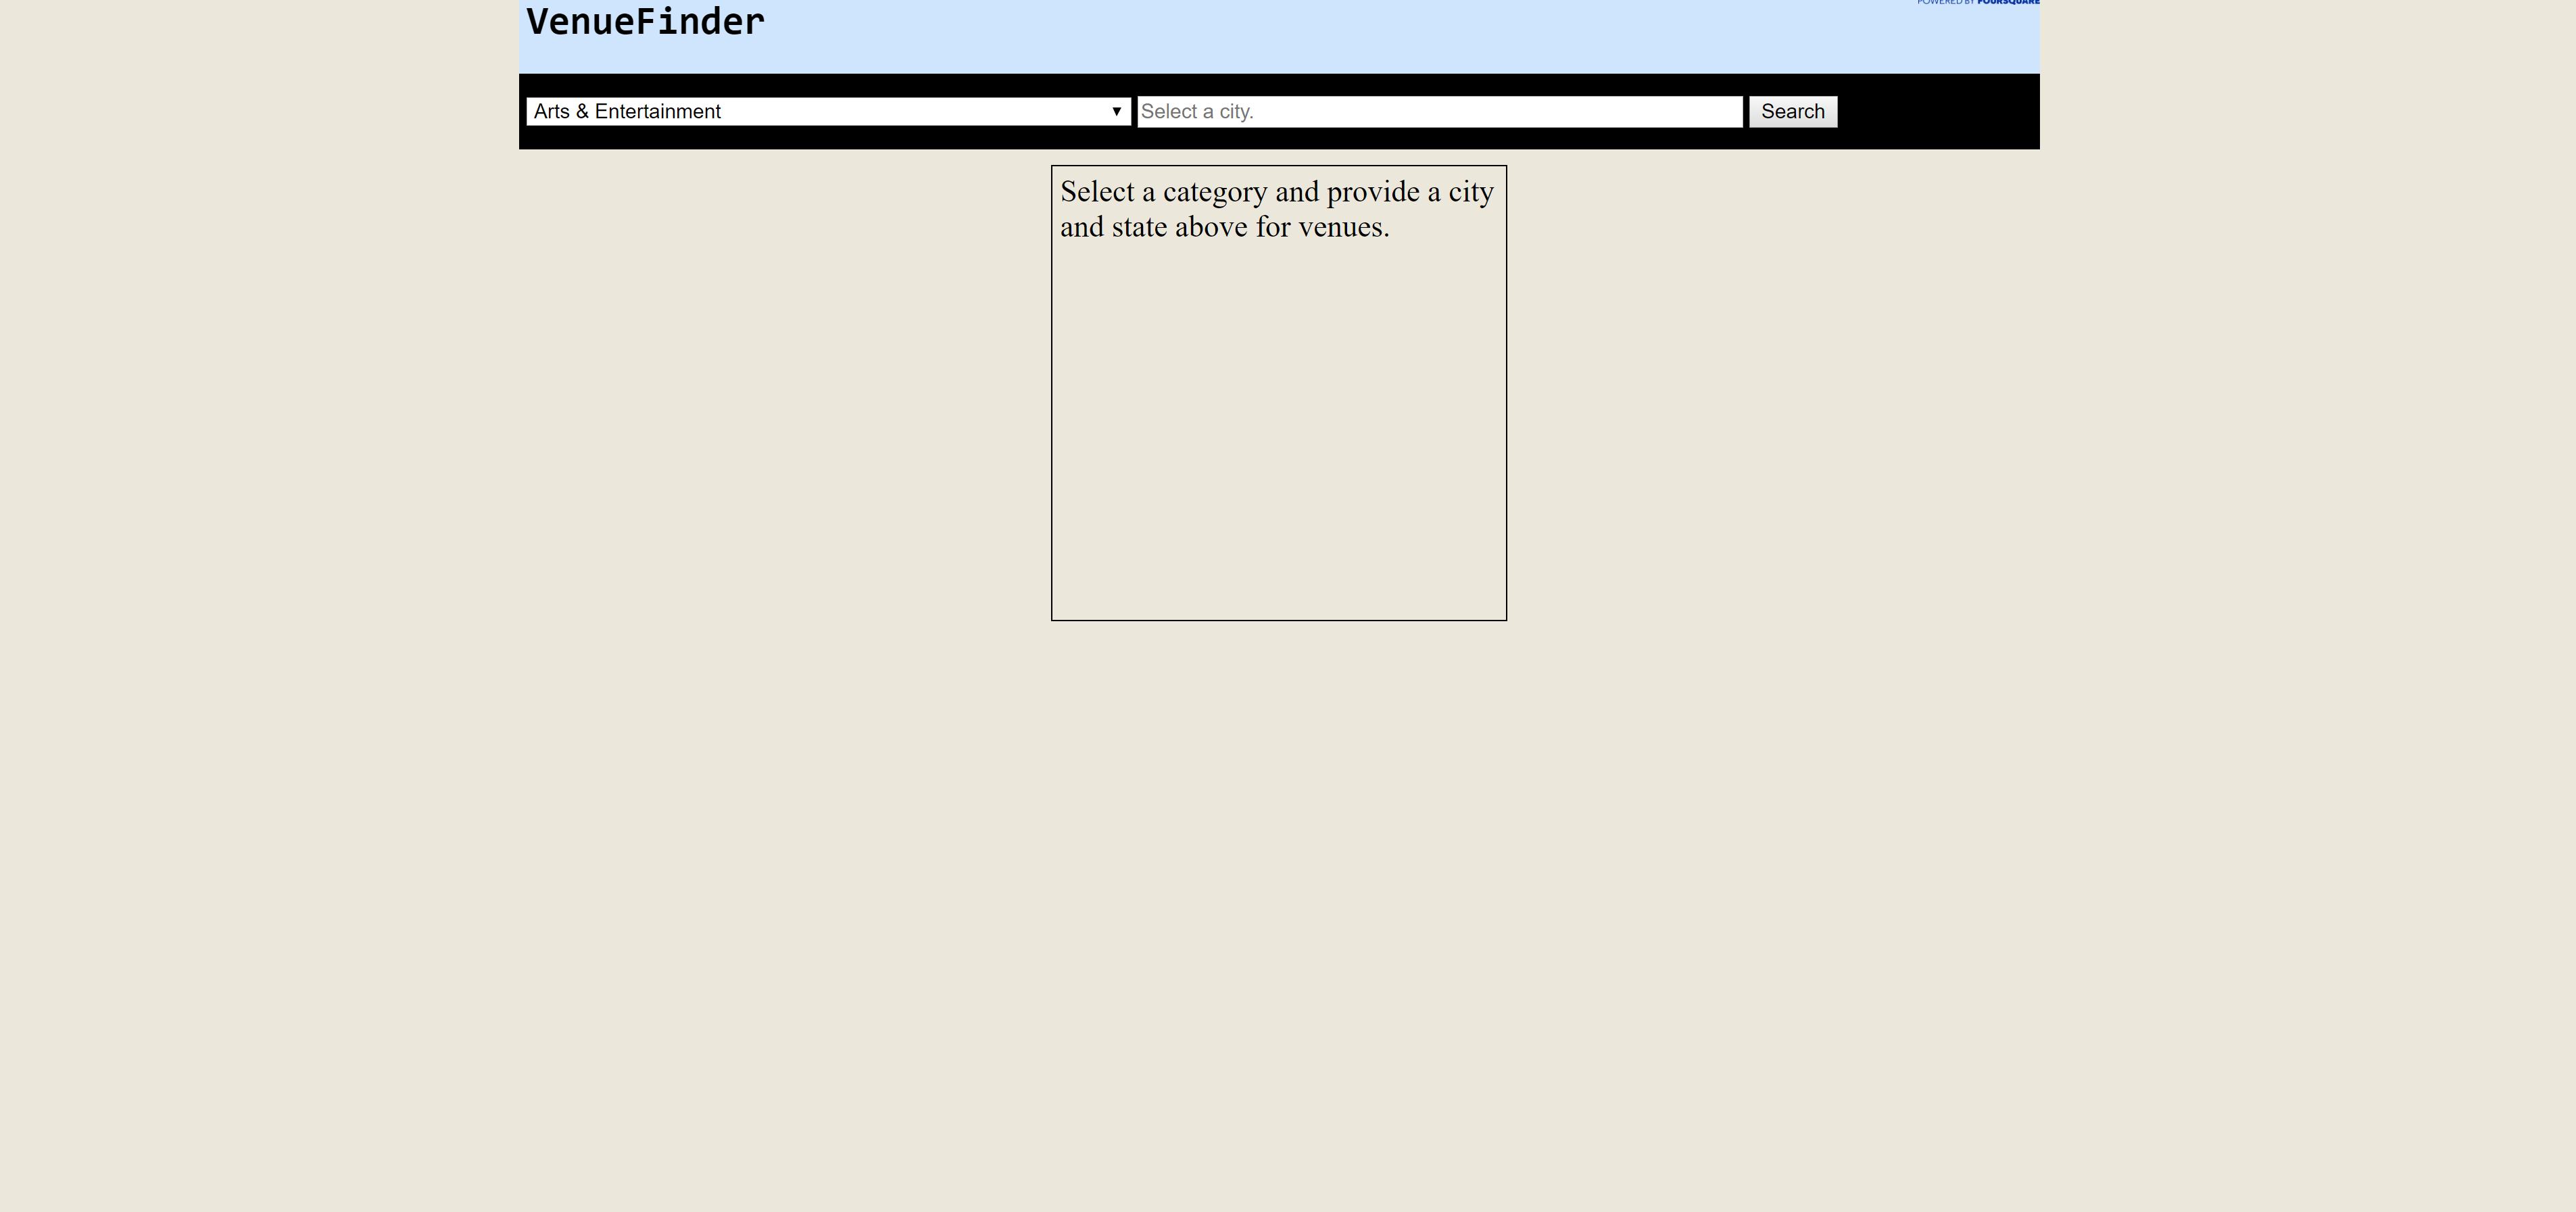 POWERED BY FOURSQUARE
VenueFinder
Arts & Entertainment
Select a city.
Search
Select a category and provide a city
and state above for venues.